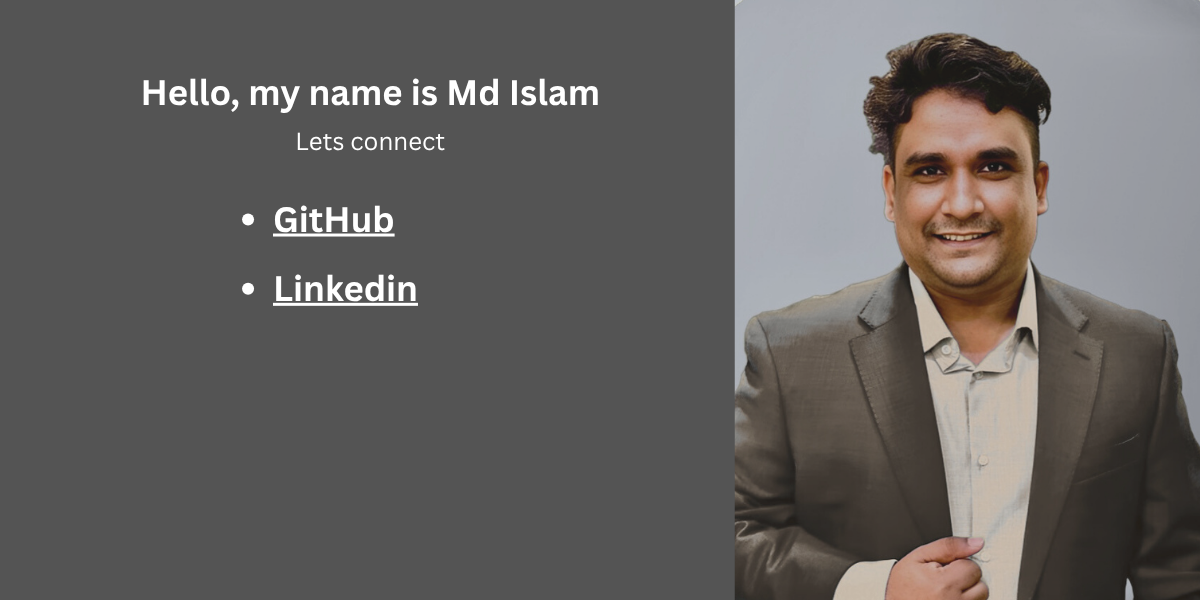 Hello, my name is Md Islam
Lets connect
• GitHub
• Linkedin